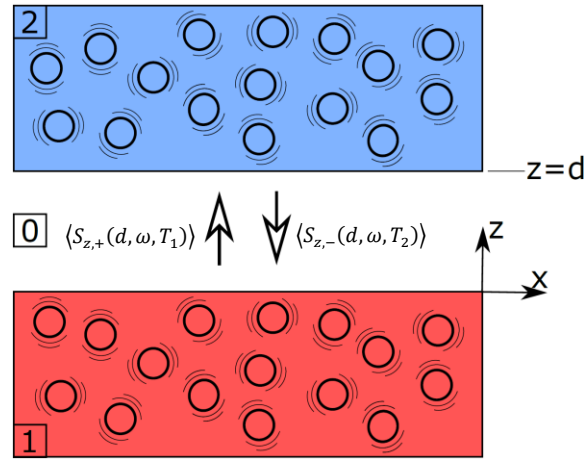 2
z=d
0 ⟨S_{z,+}(d, ω, T_1)⟩ ⟨S_{z,−}(d, ω, T_2)⟩ z
x
1